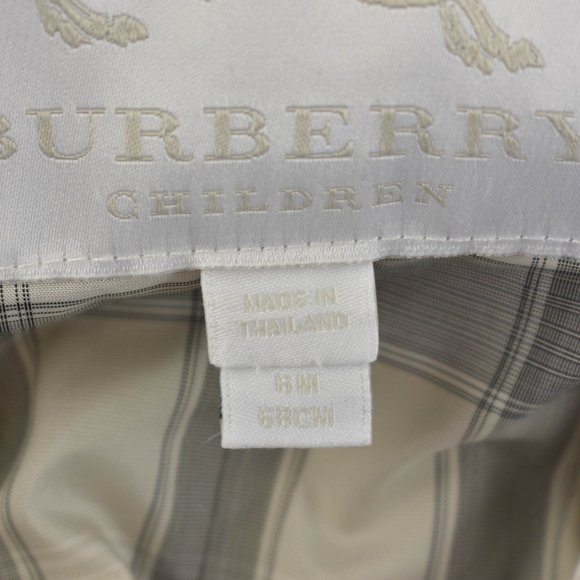 BURBERRY
CHILDREN
MADE IN
THAILAND
6M
68CM